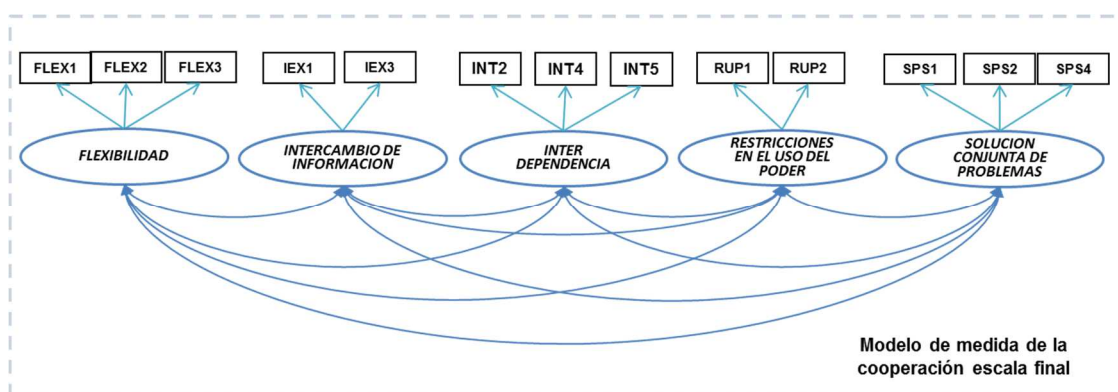 FLEX1 FLEX2 FLEX3 IEX1 IEX3 INT2 INT4 INT5 RUP1 RUP2 SPS1 SPS2 SPS4
FLEXIBILIDAD
INTERCAMBIO DE
INFORMACION
INTER
DEPENDENCIA
RESTRICCIONES
EN EL USO DEL
PODER
SOLUCION
CONJUNTA DE
PROBLEMAS
Modelo de medida de la
cooperación escala final